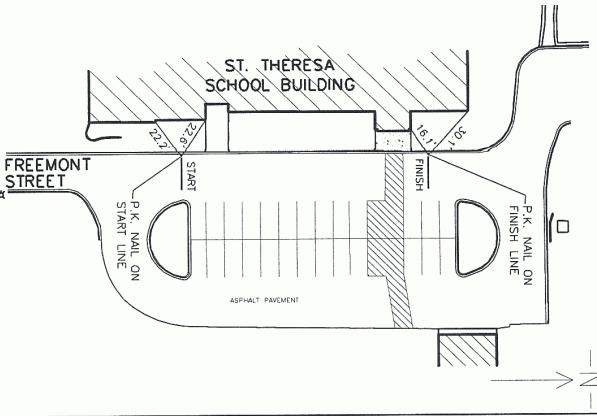 ST. THERESA
SCHOOL BUILDING
22.2'
22.6'
16.1'
30.1'
FREEMONT
STREET
START
FINISH
P.K. NAIL ON
START LINE
P.K. NAIL ON
FINISH LINE
ASPHALT PAVEMENT
N